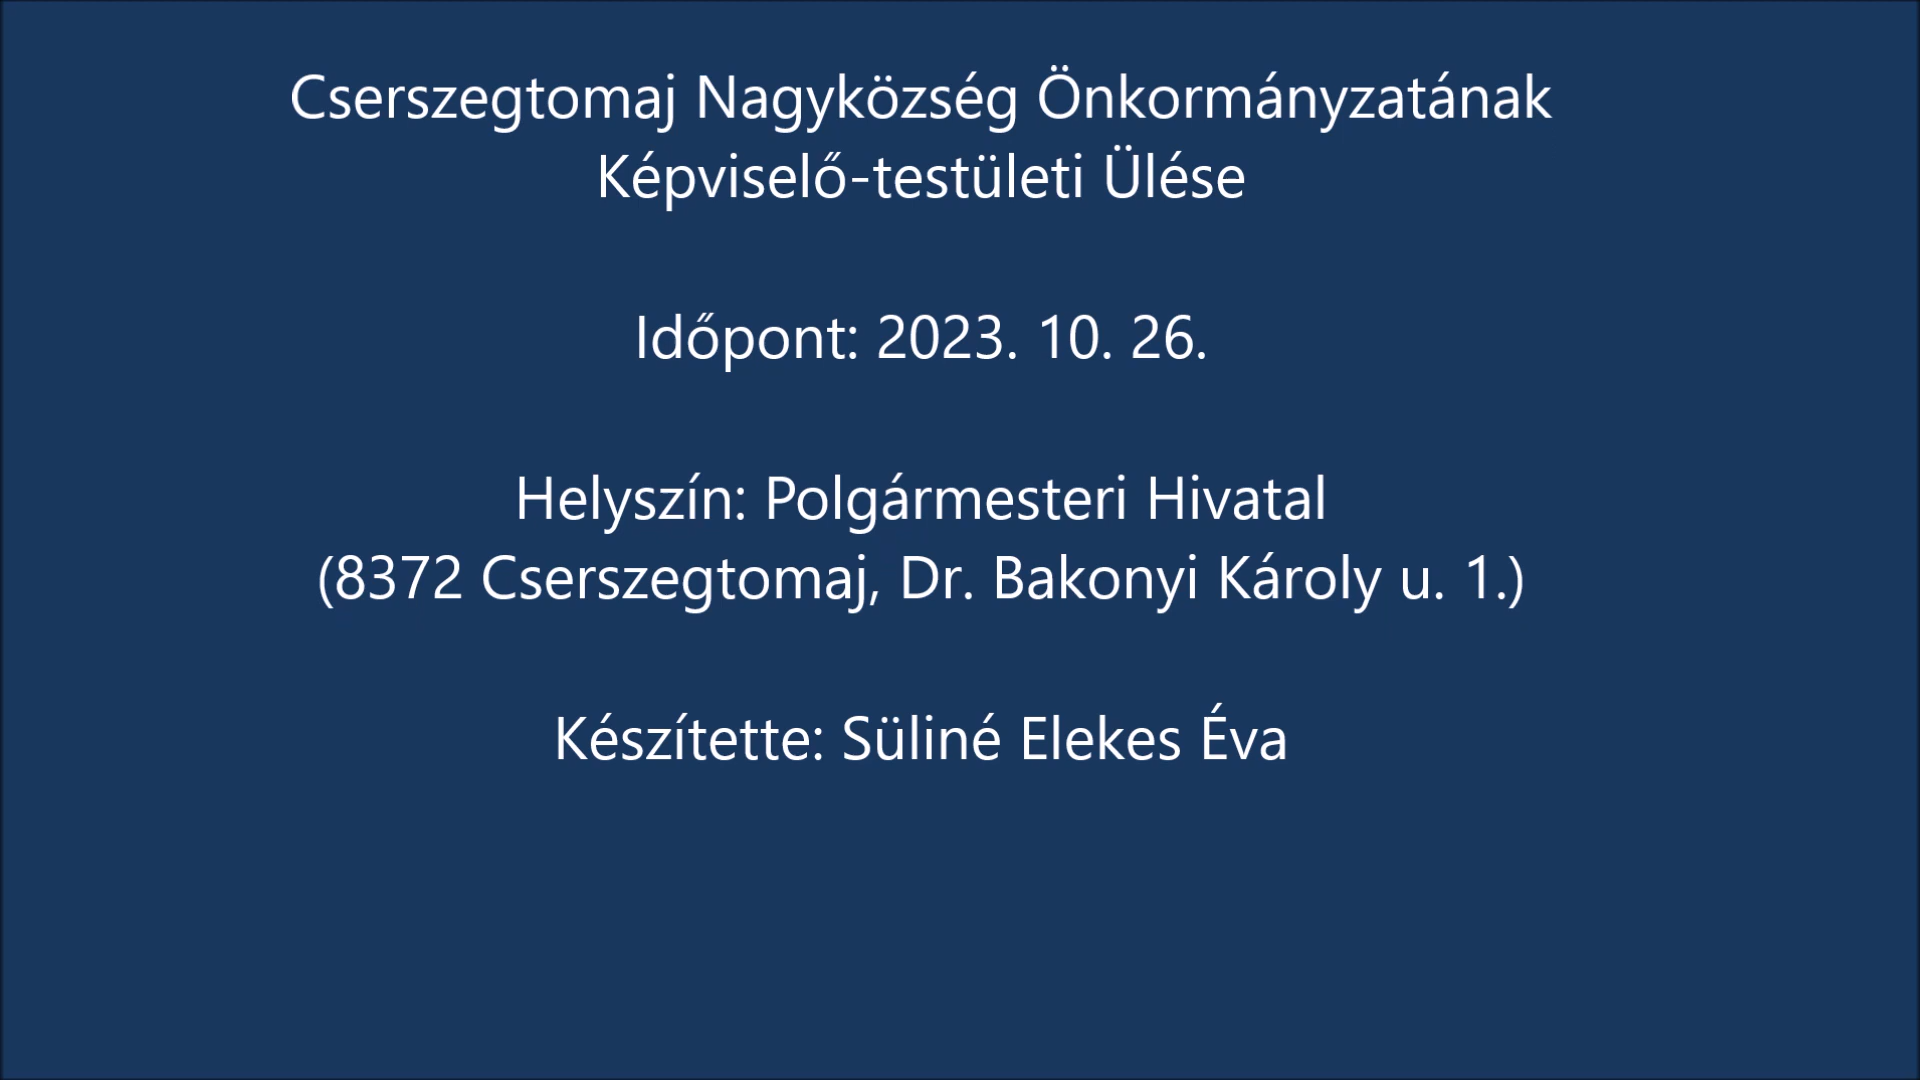 Cserszegtomaj Nagyközség Önkormányzatának
Képviselő-testületi Ülése
Időpont: 2023. 10. 26.
Helyszín: Polgármesteri Hivatal
(8372 Cserszegtomaj, Dr. Bakonyi Károly u. 1.)
Készítette: Süliné Elekes Éva